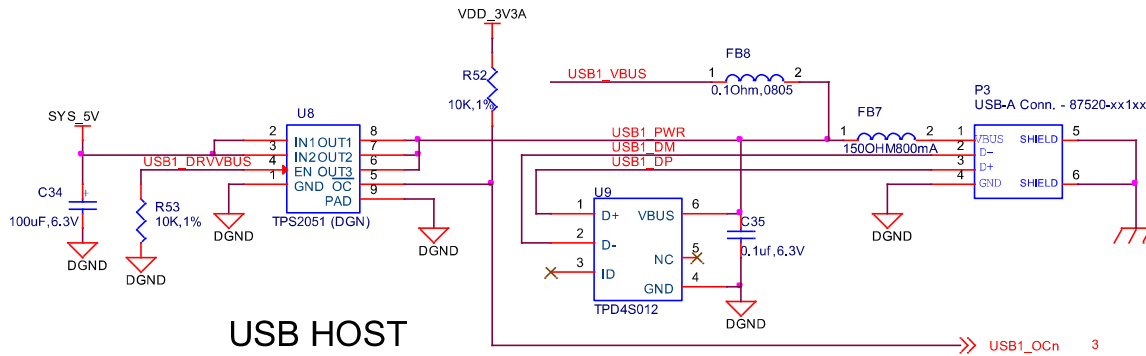 VDD_3V3A
FB8
USB1_VBUS
1
2
0.1Ohm,0805
R52
10K,1%
P3
USB-A Conn. - 87520-xx1xx
FB7
SYS_5V
U8
2
IN1
OUT1
8
USB1_PWR
1
2
1
VBUS
SHIELD
5
3
IN2
OUT2
7
USB1_DM
150OHM800mA
2
D-
USB1_DRVVBUS
4
EN
OUT3
6
USB1_DP
3
D+
1
GND
OC
5
4
GND
SHIELD
6
9
PAD
C34
+
100uF,6.3V
R53
10K,1%
DGND
TPS2051 (DGN)
U9
1
D+
VBUS
6
C35
0.1uf,6.3V
DGND
2
D-
NC
5
DGND
DGND
DGND
3
ID
GND
4
TPD4S012
DGND
USB HOST
USB1_OCn
3